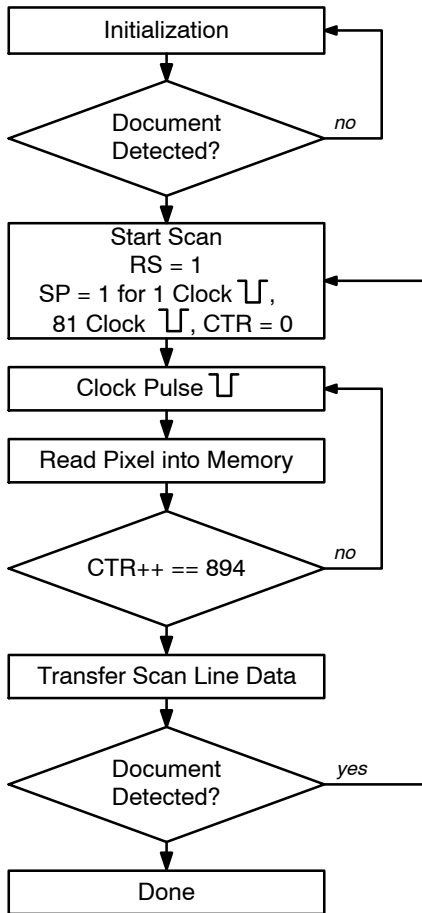 Initialization
Document
Detected?
no
Start Scan
RS = 1
SP = 1 for 1 Clock ,
81 Clock , CTR = 0
Clock Pulse
Read Pixel into Memory
CTR++ == 894
no
Transfer Scan Line Data
Document
Detected?
yes
Done